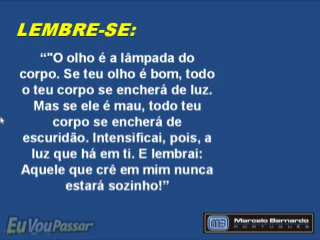 LEMBRE-SE:
“"O olho é a lâmpada do
corpo. Se teu olho é bom, todo
o teu corpo se encherá de luz.
Mas se ele é mau, todo teu
corpo se encherá de
escuridão. Intensificai, pois, a
luz que há em ti. E lembrai:
Aquele que crê em mim nunca
estará sozinho!”
EuVouPassar
MB Marcelo Bernardo
PORTUGUÊS